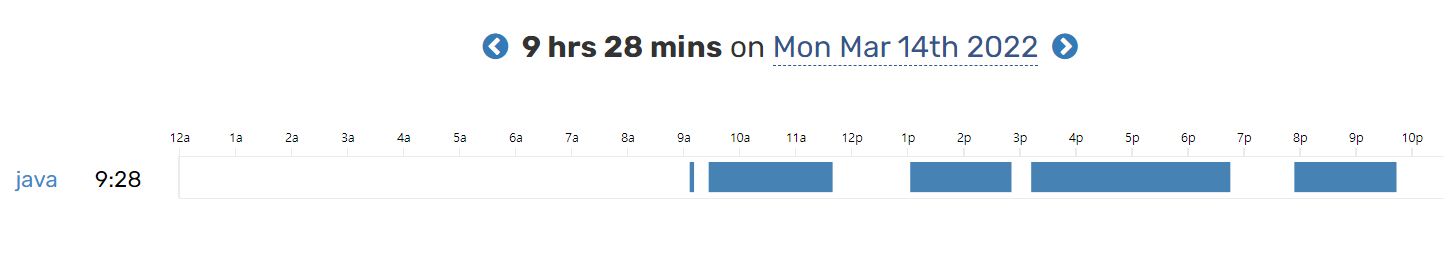 9 hrs 28 mins on Mon Mar 14th 2022
12a 1a 2a 3a 4a 5a 6a 7a 8a 9a 10a 11a 12p 1p 2p 3p 4p 5p 6p 7p 8p 9p 10p
java 9:28